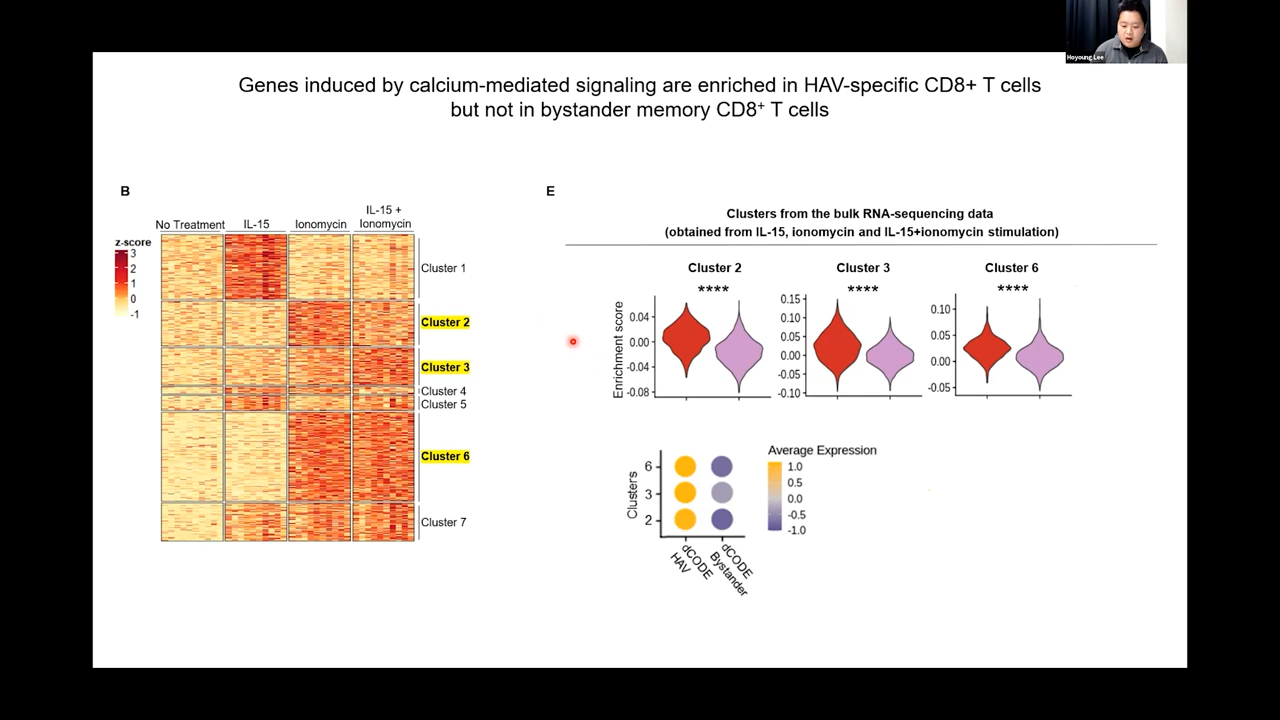 Hoyoung Lee
Genes induced by calcium-mediated signaling are enriched in HAV-specific CD8+ T cells
but not in bystander memory CD8⁺ T cells
B
No Treatment IL-15 Ionomycin IL-15 +
Ionomycin
z-score
3
2
1
0
-1
Cluster 1
Cluster 2
Cluster 3
Cluster 4
Cluster 5
Cluster 6
Cluster 7
E
Clusters from the bulk RNA-sequencing data
(obtained from IL-15, ionomycin and IL-15+ionomycin stimulation)
Cluster 2
****
Enrichment score
0.04
0.00
-0.04
-0.08
Cluster 3
****
0.15
0.10
0.05
0.00
-0.05
-0.10
Cluster 6
****
0.10
0.05
0.00
-0.05
Clusters
6
3
2
dCODE
HAV
dCODE
Bystander
Average Expression
1.0
0.5
0.0
-0.5
-1.0